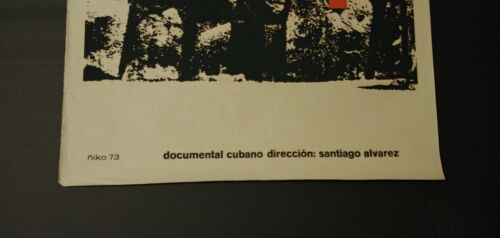 ñiko 73
documental cubano dirección: santiago alvarez